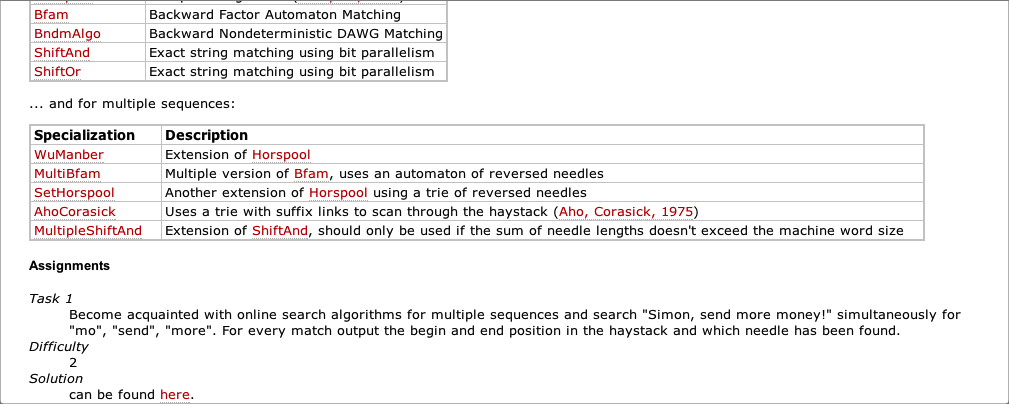 Bfam Backward Factor Automaton Matching
BndmAlgo Backward Nondeterministic DAWG Matching
ShiftAnd Exact string matching using bit parallelism
ShiftOr Exact string matching using bit parallelism
... and for multiple sequences:
Specialization Description
WuManber Extension of Horspool
MultiBfam Multiple version of Bfam, uses an automaton of reversed needles
SetHorspool Another extension of Horspool using a trie of reversed needles
AhoCorasick Uses a trie with suffix links to scan through the haystack (Aho, Corasick, 1975)
MultipleShiftAnd Extension of ShiftAnd, should only be used if the sum of needle lengths doesn't exceed the machine word size
Assignments
Task 1
Become acquainted with online search algorithms for multiple sequences and search "Simon, send more money!" simultaneously for
"mo", "send", "more". For every match output the begin and end position in the haystack and which needle has been found.
Difficulty
2
Solution
can be found here.